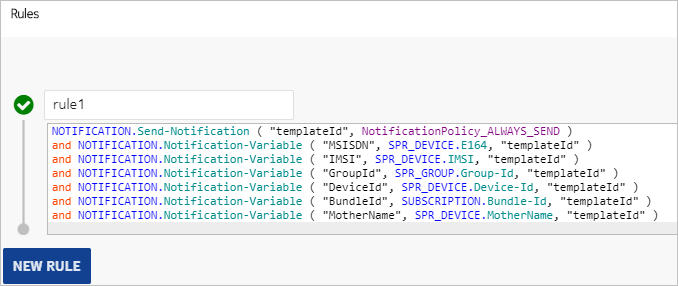 Rules
rule1
NOTIFICATION.Send-Notification ( "templateId", NotificationPolicy_ALWAYS_SEND )
and NOTIFICATION.Notification-Variable ( "MSISDN", SPR_DEVICE.E164, "templateId" )
and NOTIFICATION.Notification-Variable ( "IMSI", SPR_DEVICE.IMSI, "templateId" )
and NOTIFICATION.Notification-Variable ( "GroupId", SPR_GROUP.Group-Id, "templateId" )
and NOTIFICATION.Notification-Variable ( "DeviceId", SPR_DEVICE.Device-Id, "templateId" )
and NOTIFICATION.Notification-Variable ( "BundleId", SUBSCRIPTION.Bundle-Id, "templateId" )
and NOTIFICATION.Notification-Variable ( "MotherName", SPR_DEVICE.MotherName, "templateId" )
NEW RULE